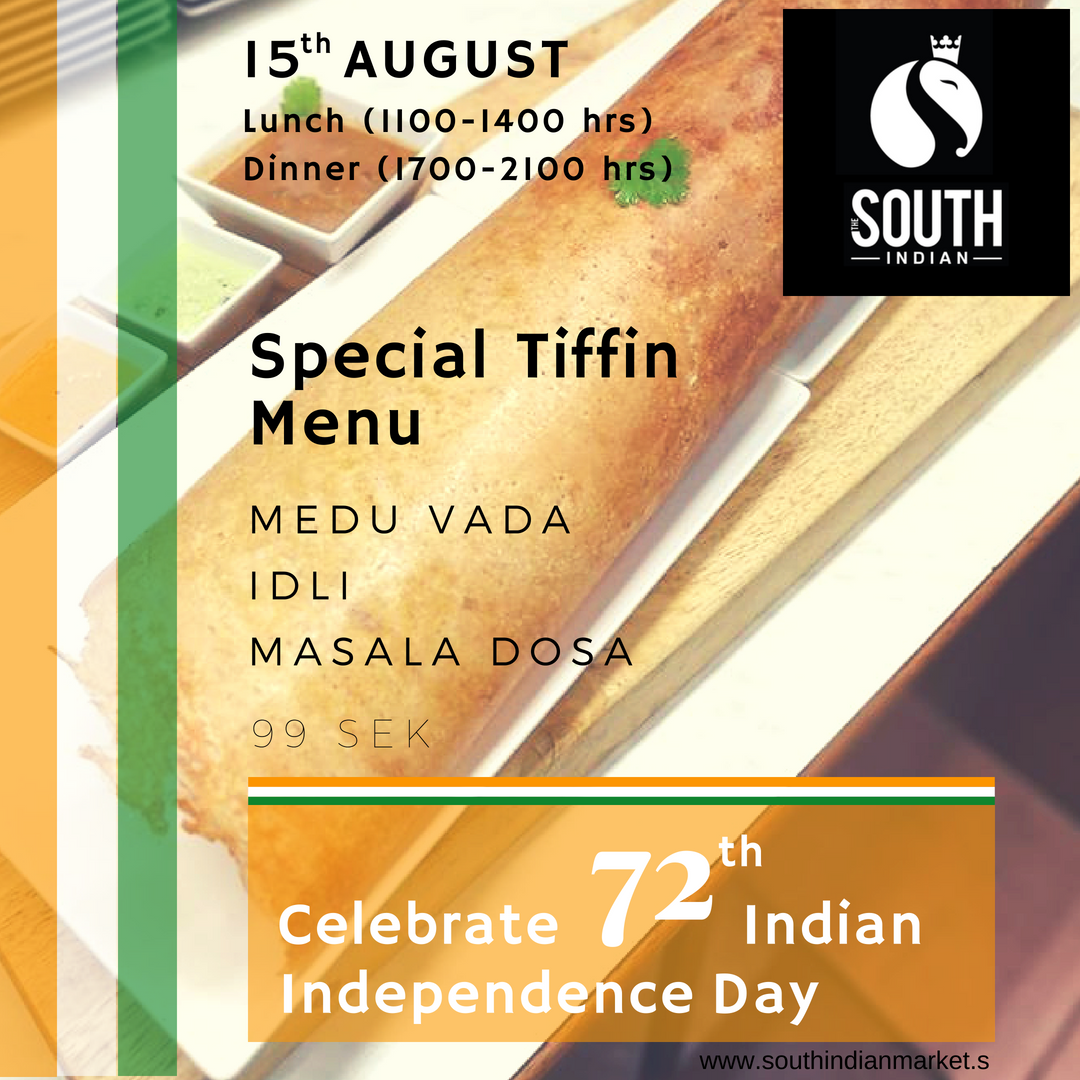 15th AUGUST
Lunch (1100-1400 hrs)
Dinner (1700-2100 hrs)
THE SOUTH
INDIAN
Special Tiffin
Menu
MEDU VADA
IDLI
MASALA DOSA
99 SEK
Celebrate 72th Indian
Independence Day
www.southindianmarket.s